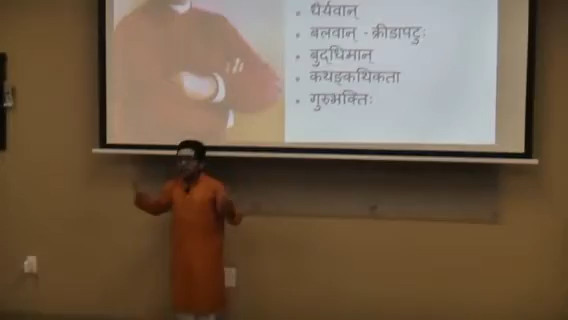 धैर्यवान्
बलवान् - क्रीडापटुः
बुद्धिमान्
कथङ्कथिकता
गुरुभक्तिः